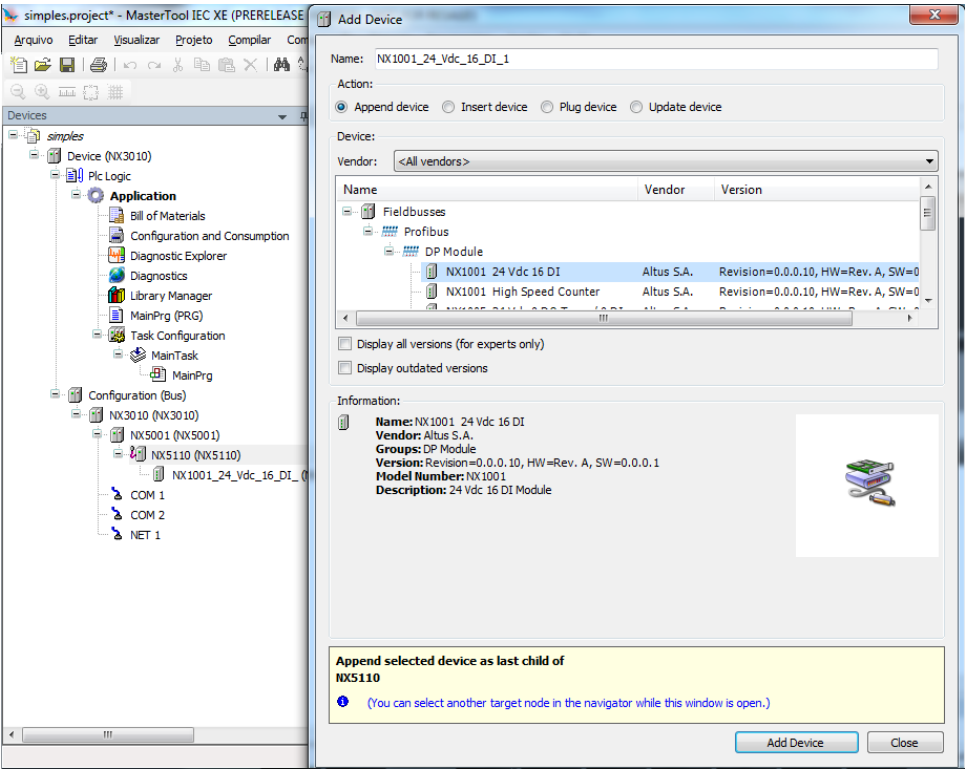 simples.project* - MasterTool IEC XE (PRERELEASE
Arquivo Editar Visualizar Projeto Compilar Com
Devices
simples
Device (NX3010)
Plc Logic
Application
Bill of Materials
Configuration and Consumption
Diagnostic Explorer
Diagnostics
Library Manager
MainPrg (PRG)
Task Configuration
MainTask
MainPrg
Configuration (Bus)
NX3010 (NX3010)
NX5001 (NX5001)
NX5110 (NX5110)
NX1001_24_Vdc_16_DI_ (
COM 1
COM 2
NET 1
Add Device
Name: NX1001_24_Vdc_16_DI_1
Action:
Append device Insert device Plug device Update device
Device:
Vendor: <All vendors>
Name Vendor Version
Fieldbusses
Profibus
DP Module
NX1001 24 Vdc 16 DI Altus S.A. Revision=0.0.0.10, HW=Rev. A, SW=0
NX1001 High Speed Counter Altus S.A. Revision=0.0.0.10, HW=Rev. A, SW=0
Display all versions (for experts only)
Display outdated versions
Information:
Name: NX1001 24 Vdc 16 DI
Vendor: Altus S.A.
Groups: DP Module
Version: Revision=0.0.0.10, HW=Rev. A, SW=0.0.0.1
Model Number: NX1001
Description: 24 Vdc 16 DI Module
Append selected device as last child of
NX5110
(You can select another target node in the navigator while this window is open.)
Add Device Close